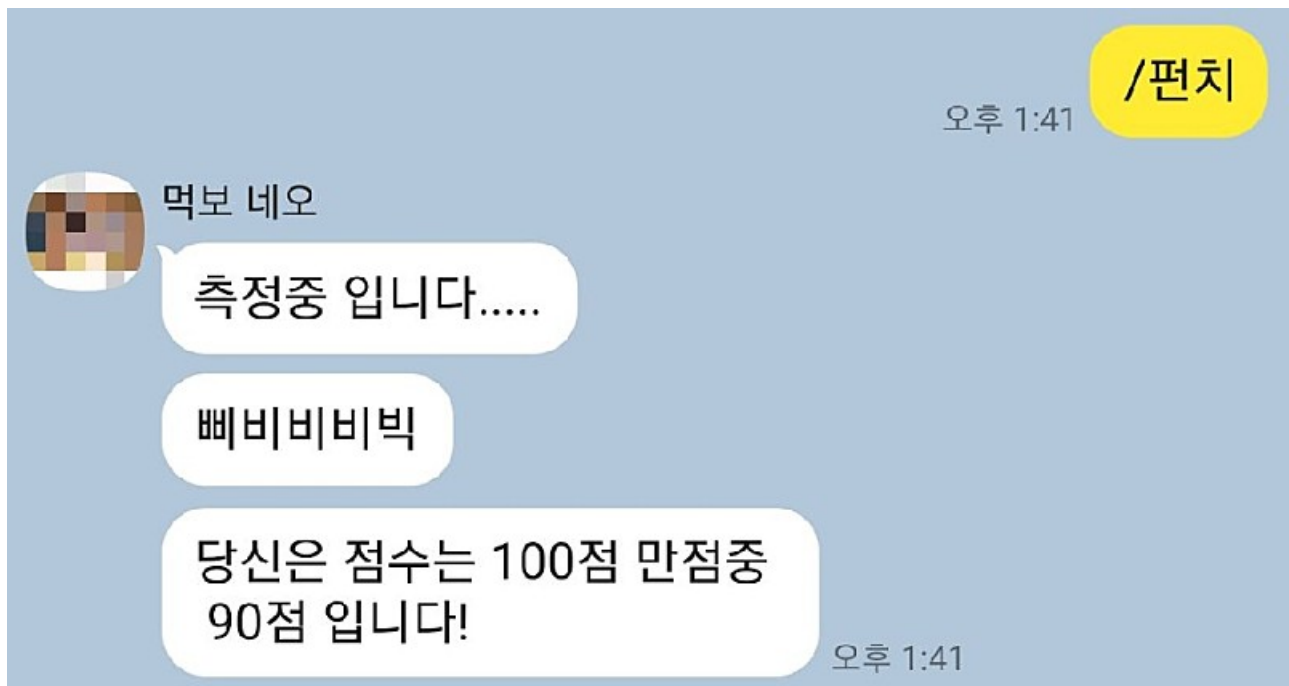 /펀치
오후 1:41
먹보 네오
측정중 입니다.....
삐비비비빅
당신은 점수는 100점 만점중
90점 입니다!
오후 1:41